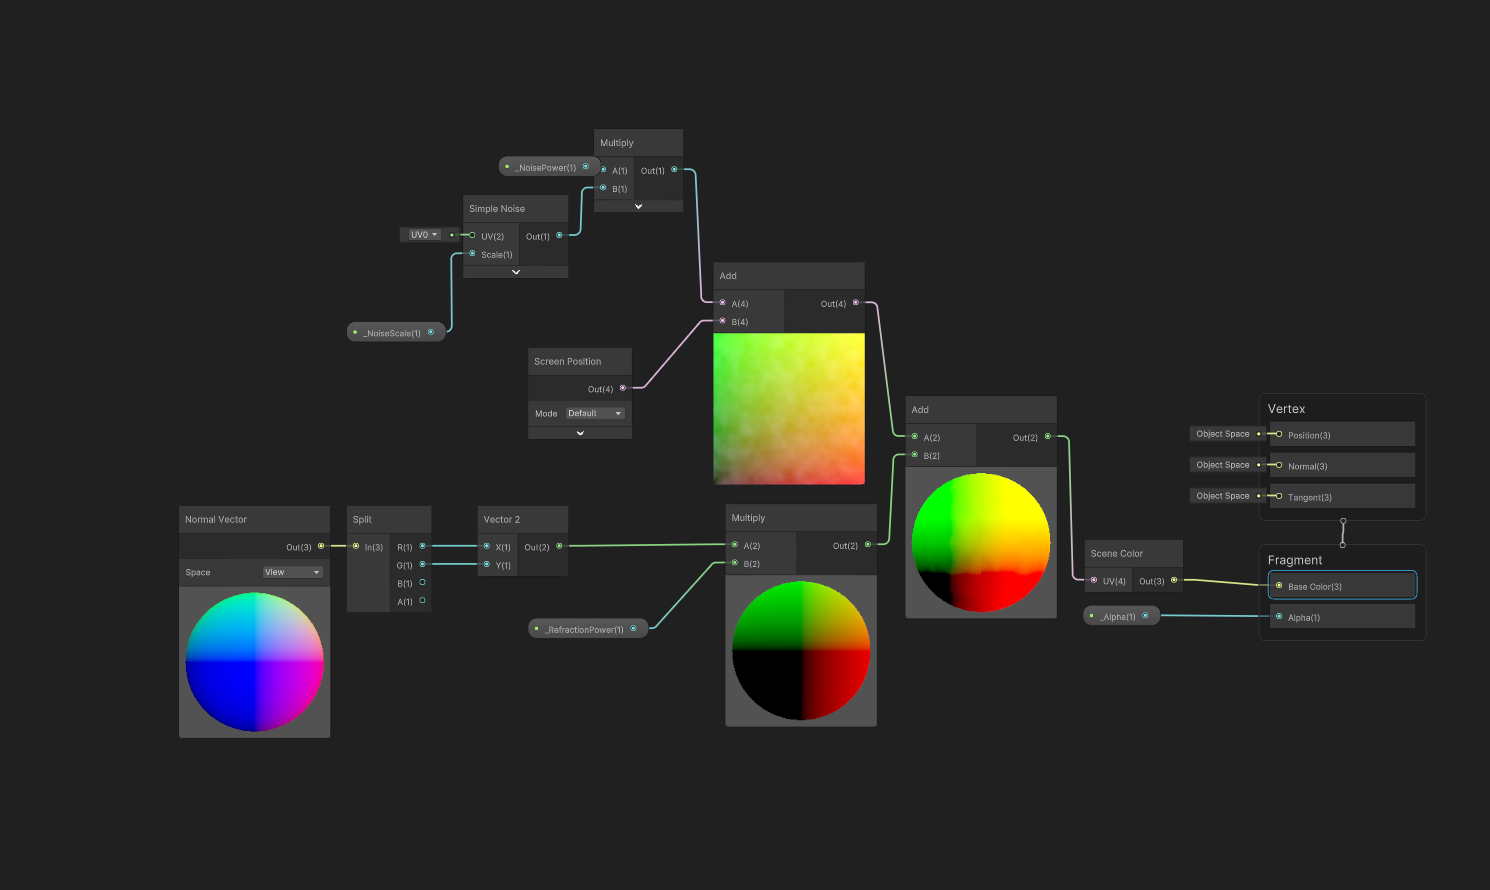 Multiply
_NoisePower(1)
A(1)
Out(1)
B(1)
Simple Noise
UV0
UV(2)
Out(1)
Scale(1)
_NoiseScale(1)
Add
A(4)
Out(4)
B(4)
Screen Position
Out(4)
Mode
Default
Add
A(2)
Out(2)
B(2)
Normal Vector
Out(3)
Space
View
Split
In(3)
R(1)
G(1)
B(1)
A(1)
Vector 2
X(1)
Out(2)
Y(1)
Multiply
A(2)
Out(2)
B(2)
_RefractionPower(1)
Scene Color
UV(4)
Out(3)
_Alpha(1)
Vertex
Object Space
Position(3)
Object Space
Normal(3)
Object Space
Tangent(3)
Fragment
Base Color(3)
Alpha(1)